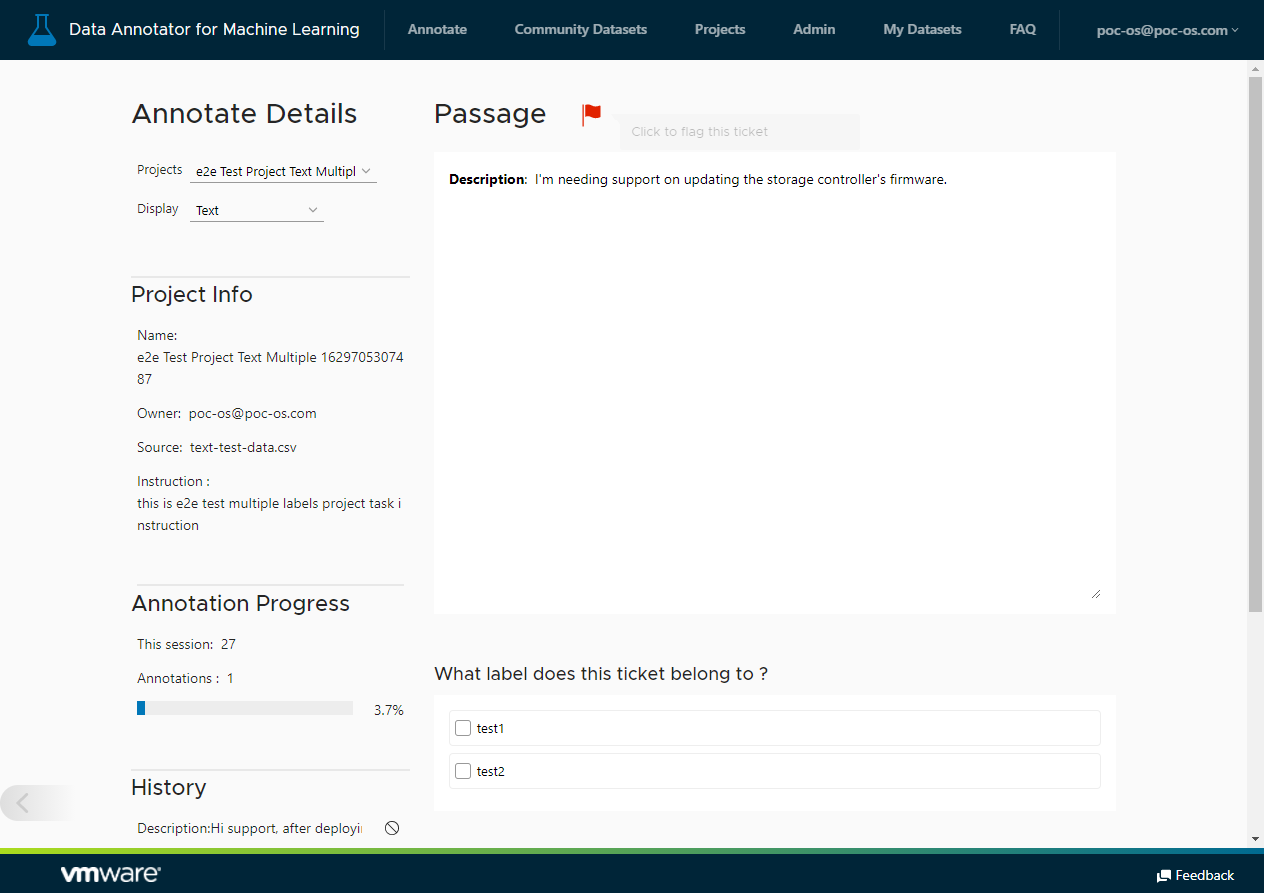 Data Annotator for Machine Learning
Annotate
Community Datasets
Projects
Admin
My Datasets
FAQ
poc-os@poc-os.com
Annotate Details
Projects
e2e Test Project Text Multipl
Display
Text
Project Info
Name:
e2e Test Project Text Multiple 16297053074
87
Owner: poc-os@poc-os.com
Source: text-test-data.csv
Instruction :
this is e2e test multiple labels project task i
nstruction
Annotation Progress
This session: 27
Annotations : 1
3.7%
History
Description:Hi support, after deployi
Passage
Click to flag this ticket
Description: I'm needing support on updating the storage controller's firmware.
What label does this ticket belong to ?
test1
test2
vmware
Feedback